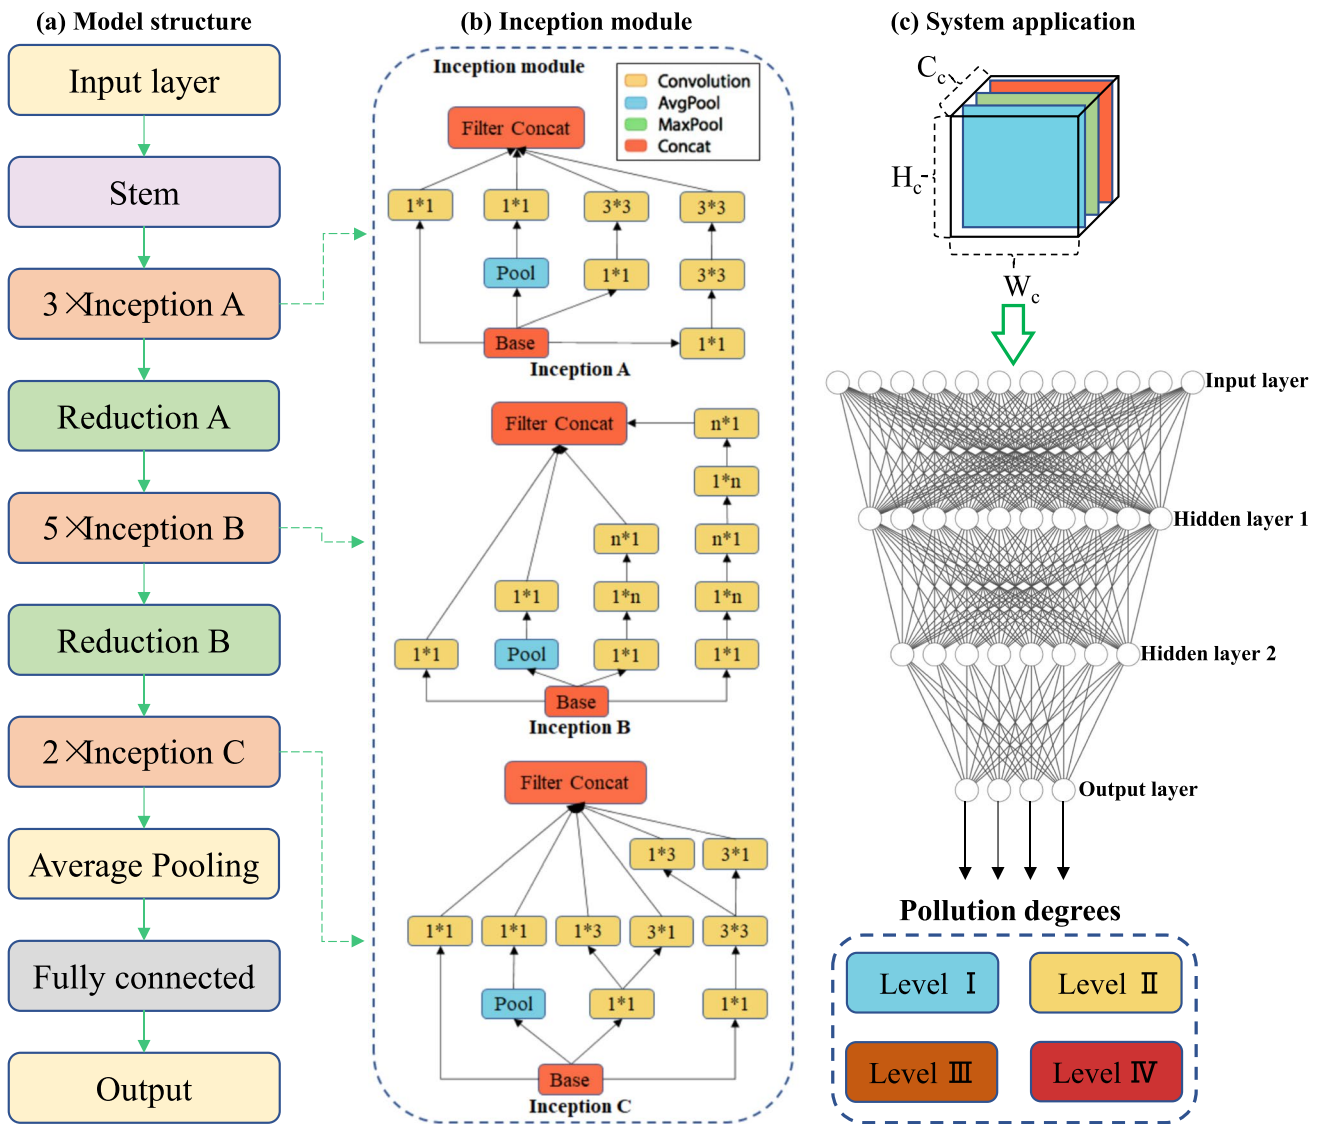 (a) Model structure
Input layer
Stem
3×Inception A
Reduction A
5×Inception B
Reduction B
2×Inception C
Average Pooling
Fully connected
Output
(b) Inception module
Inception module
Convolution
AvgPool
MaxPool
Concat
Filter Concat
1*1 1*1 3*3 3*3
Pool 1*1 3*3
Base 1*1
Inception A
Filter Concat n*1
1*n
n*1 n*1
1*1 1*n 1*n
1*1 Pool 1*1 1*1
Base
Inception B
Filter Concat
1*3 3*1
1*1 1*1 1*3 3*1 3*3
Pool 1*1 1*1
Base
Inception C
(c) System application
Cc
Hc
Wc
Input layer
Hidden layer 1
Hidden layer 2
Output layer
Pollution degrees
Level Ⅰ Level Ⅱ
Level Ⅲ Level Ⅳ